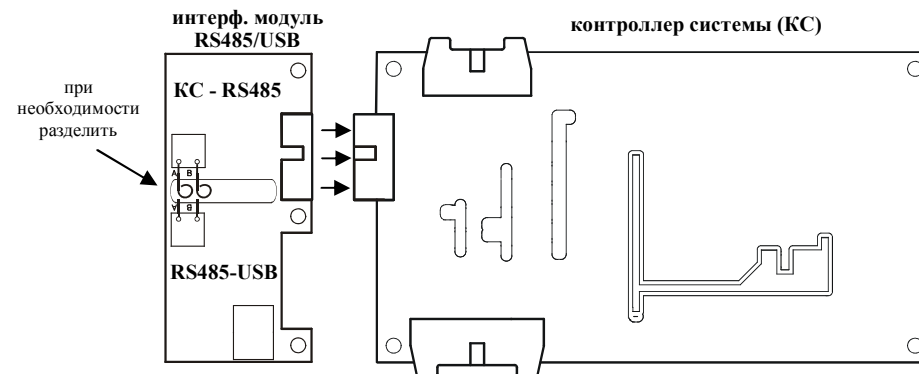 интерф. модуль
RS485/USB
контроллер системы (КС)
КС - RS485
при
необходимости
разделить
A B
A B
RS485-USB